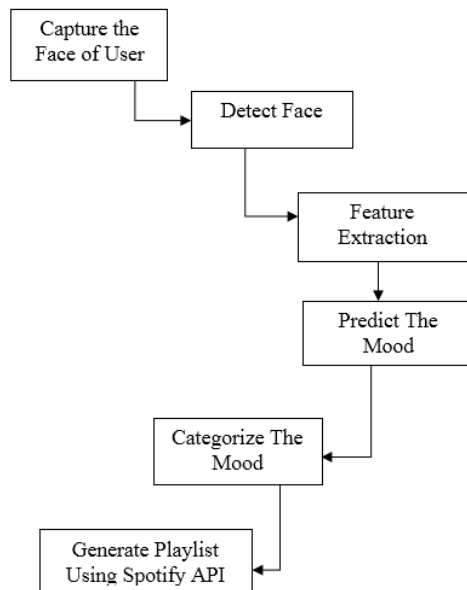 Capture the
Face of User
Detect Face
Feature
Extraction
Predict The
Mood
Categorize The
Mood
Generate Playlist
Using Spotify API